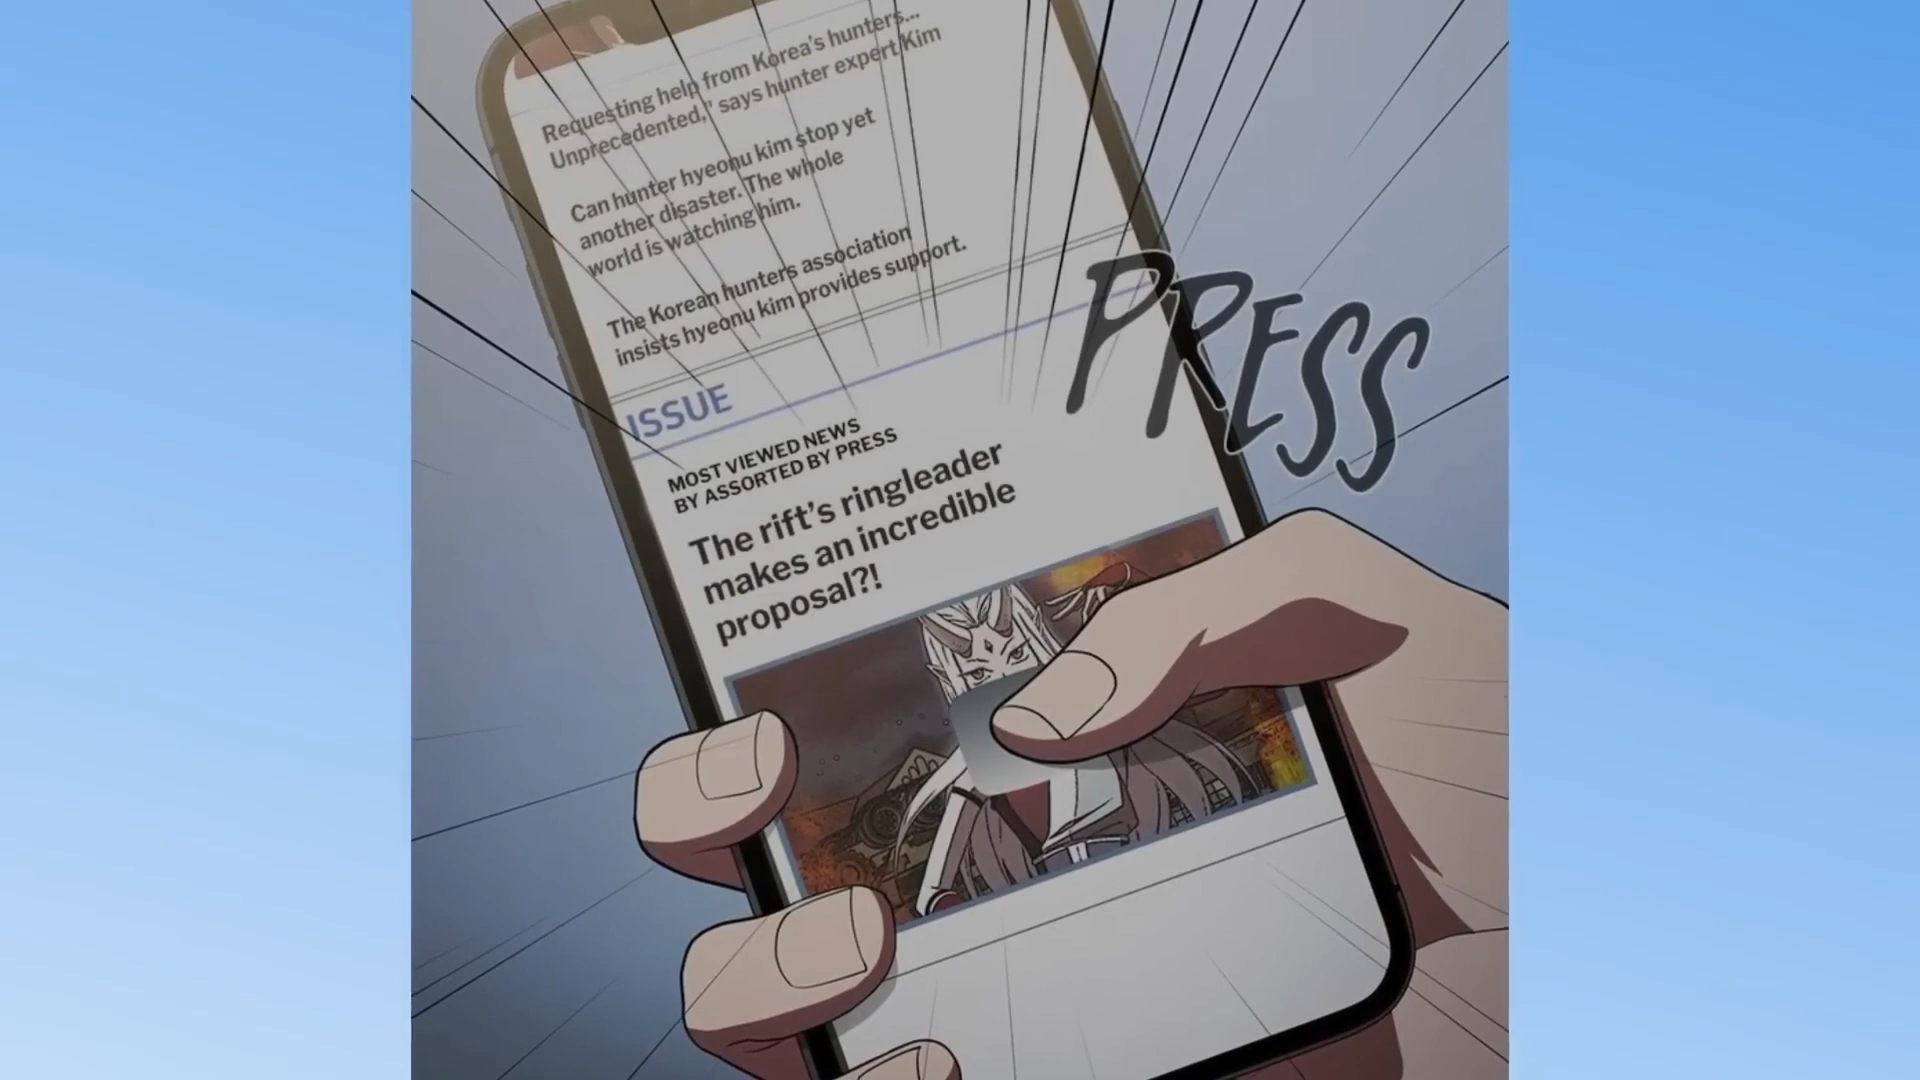 Requesting help from Korea's hunters...
Unprecedented," says hunter expert Kim
Can hunter hyeonu kim stop yet
another disaster. The whole
world is watching him.
The Korean hunters association
insists hyeonu kim provides support.
ISSUE
MOST VIEWED NEWS
BY ASSORTED BY PRESS
The rift's ringleader
makes an incredible
proposal?!
PRESS